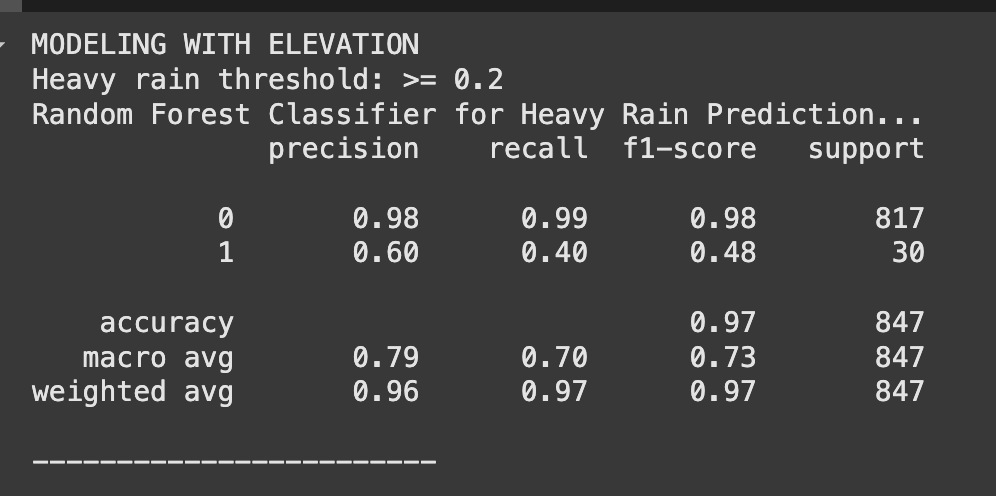 MODELING WITH ELEVATION
Heavy rain threshold: >= 0.2
Random Forest Classifier for Heavy Rain Prediction...
precision recall f1-score support
0 0.98 0.99 0.98 817
1 0.60 0.40 0.48 30
accuracy 0.97 847
macro avg 0.79 0.70 0.73 847
weighted avg 0.96 0.97 0.97 847
------------------------